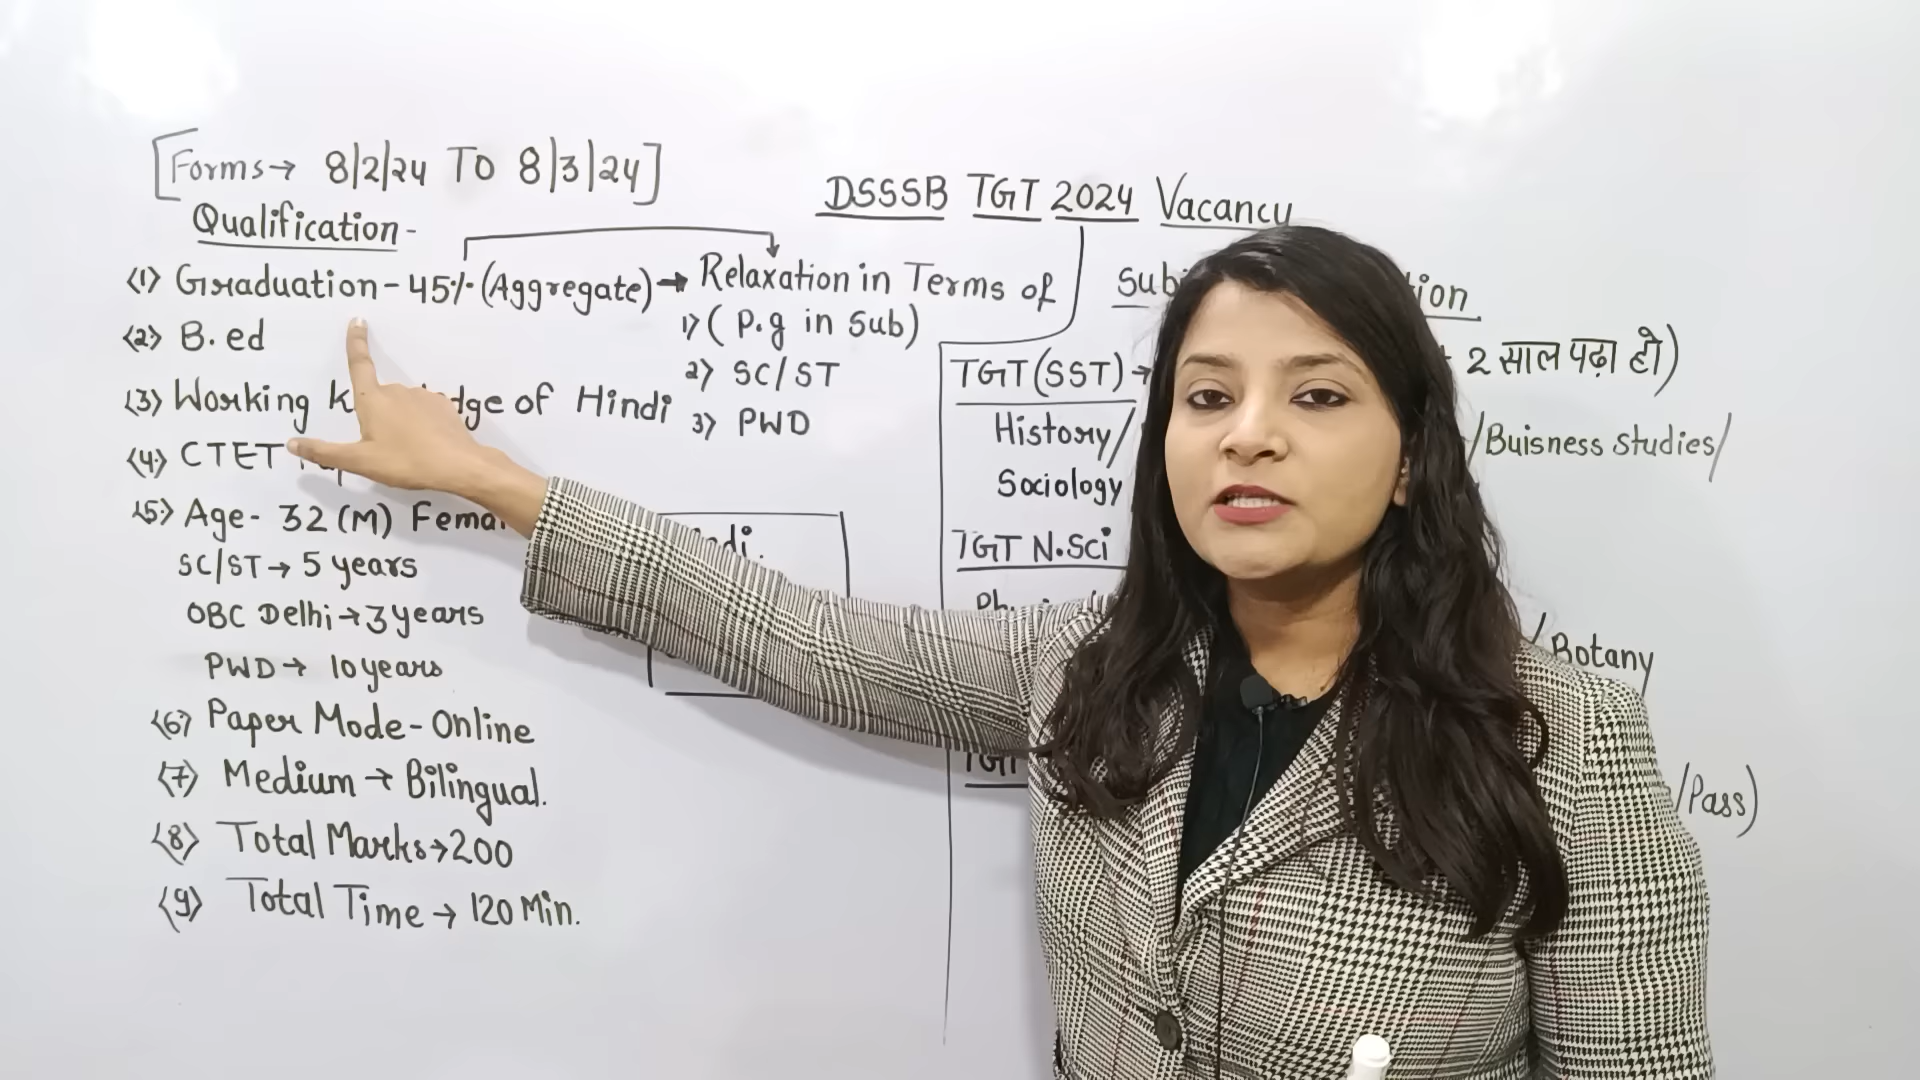 [Forms→ 8|2|24 TO 8|3|24]
Qualification-
<1> Graduation-45%(Aggregate)→
<2> B.ed
<3> Working of Hindi
<4> CTET
<5> Age- 32 (M)
SC/ST→ 5 years
OBC Delhi→3 years
PWD→ 10 years
<6> Paper Mode-Online
<7> Medium→Bilingual.
<8> Total Marks→200
<9> Total Time→120 Min.
Relaxation in Terms of
1> (P.g in Sub)
2> SC/ST
3> PWD
DSSSB TGT 2024 Vacancy
TGT(SST)→ 2 साल पढ़ा हो)
History/ /Buisness studies/
Sociology
TGT N.Sci
/Botany
/Pass)